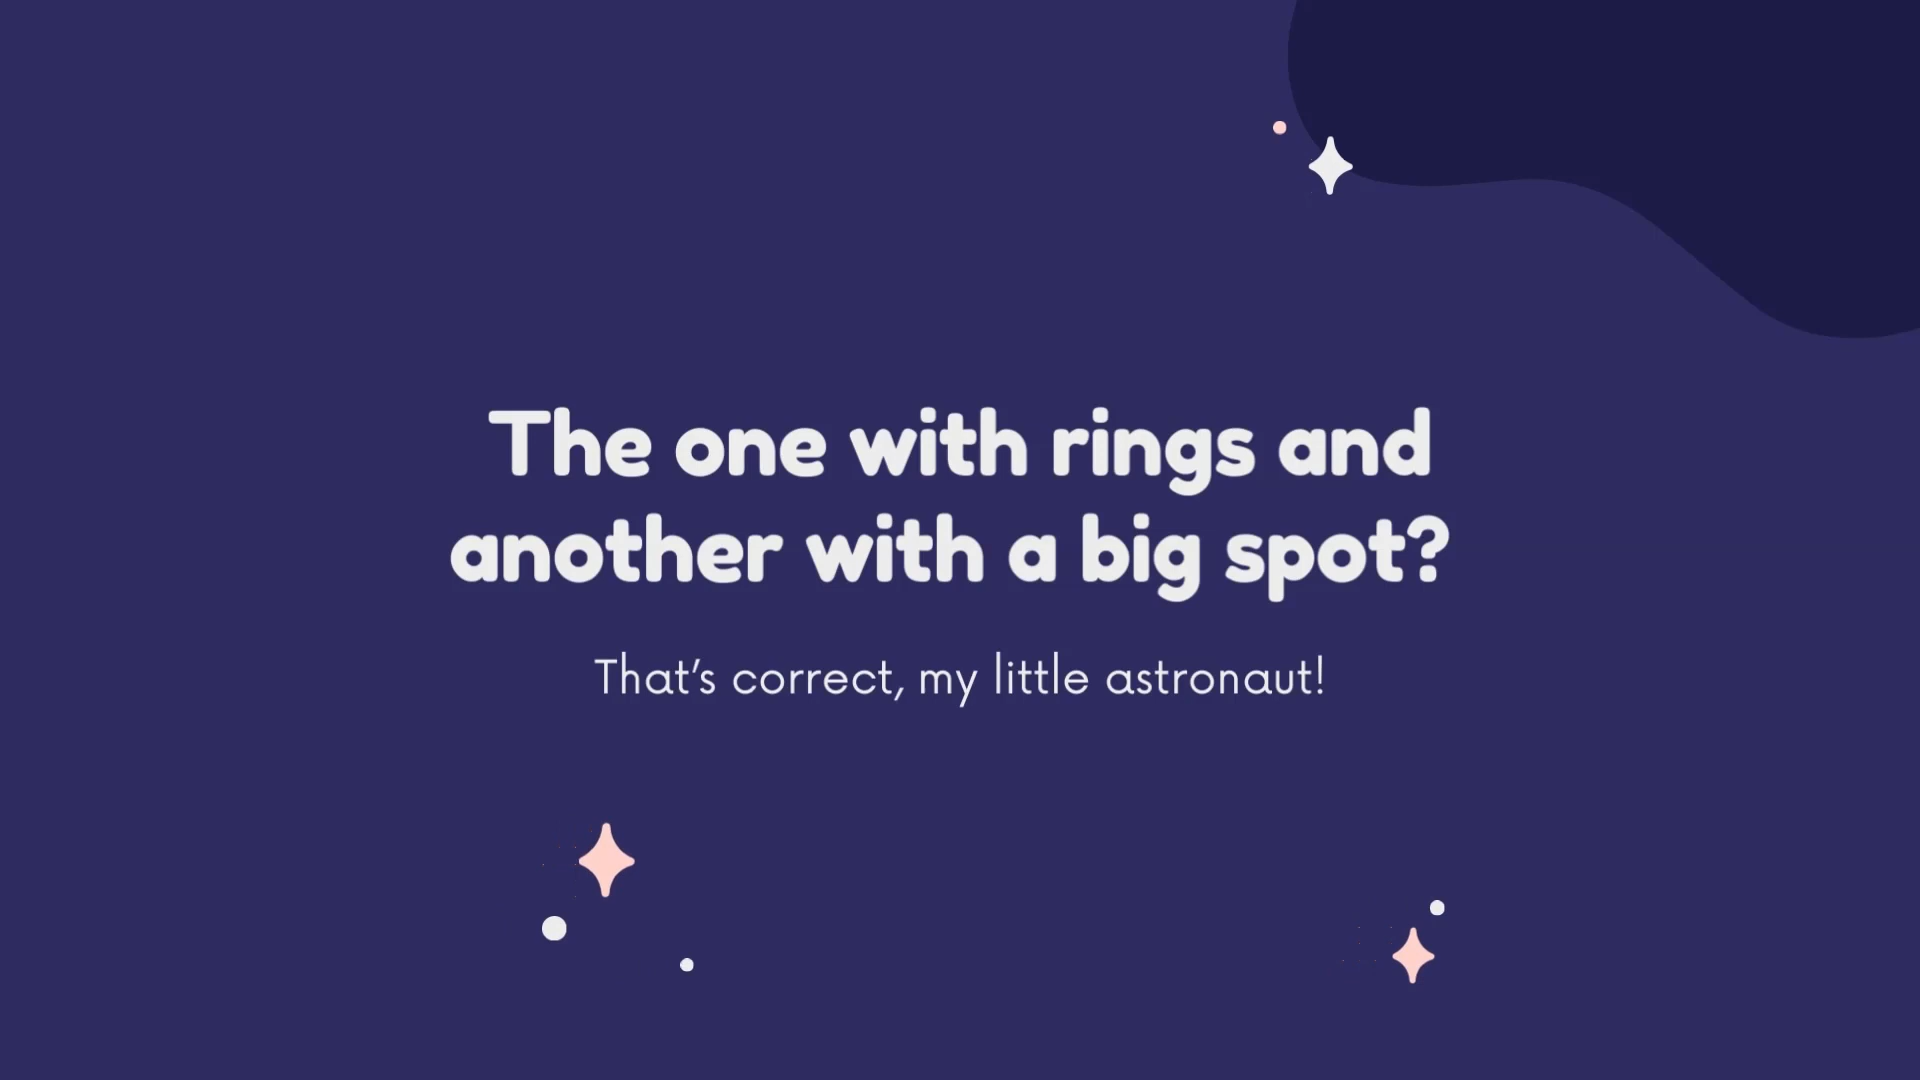 The one with rings and
another with a big spot?
That’s correct, my little astronaut!